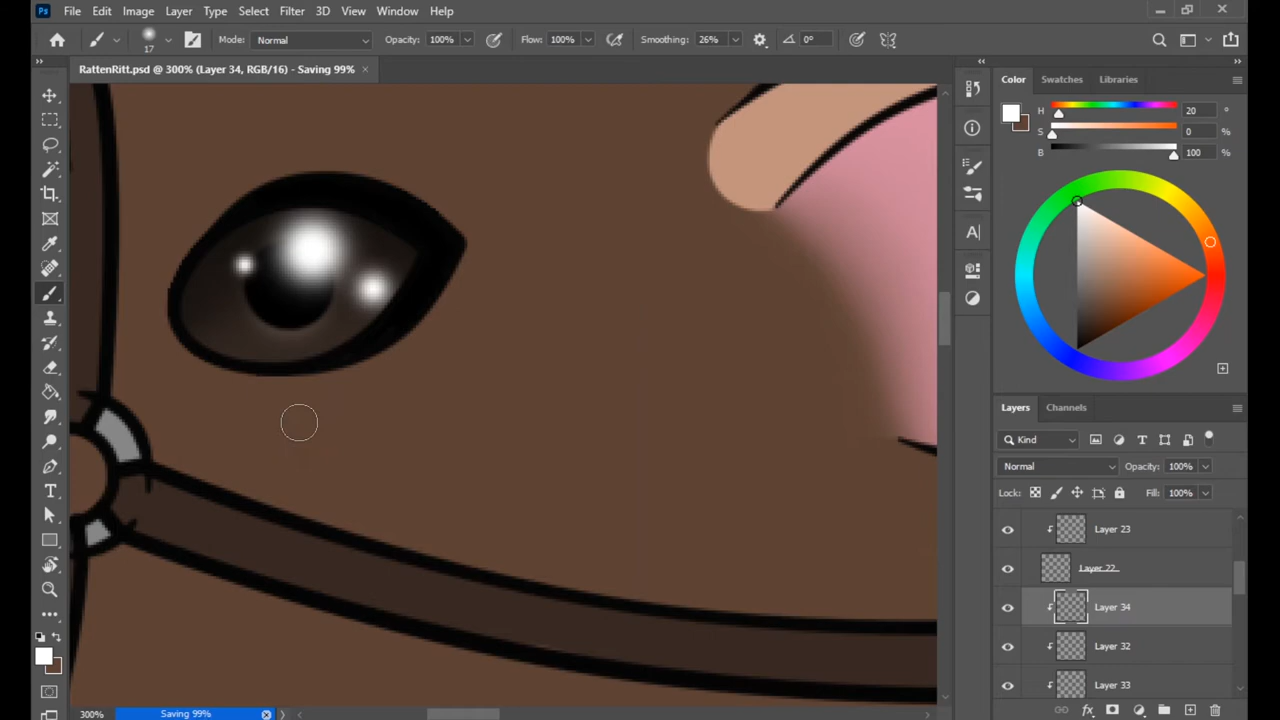 Ps File Edit Image Layer Type Select Filter 3D View Window Help
17 Mode: Normal Opacity: 100% Flow: 100% Smoothing: 26% 0°
RattenRitt.psd @ 300% (Layer 34, RGB/16) - Saving 99% ×
Color Swatches Libraries
H 20 °
S 0 %
B 100 %
Layers Channels
Kind
Normal Opacity: 100%
Lock: Fill: 100%
Layer 23
Layer 22
Layer 34
Layer 32
Layer 33
300% Saving 99%